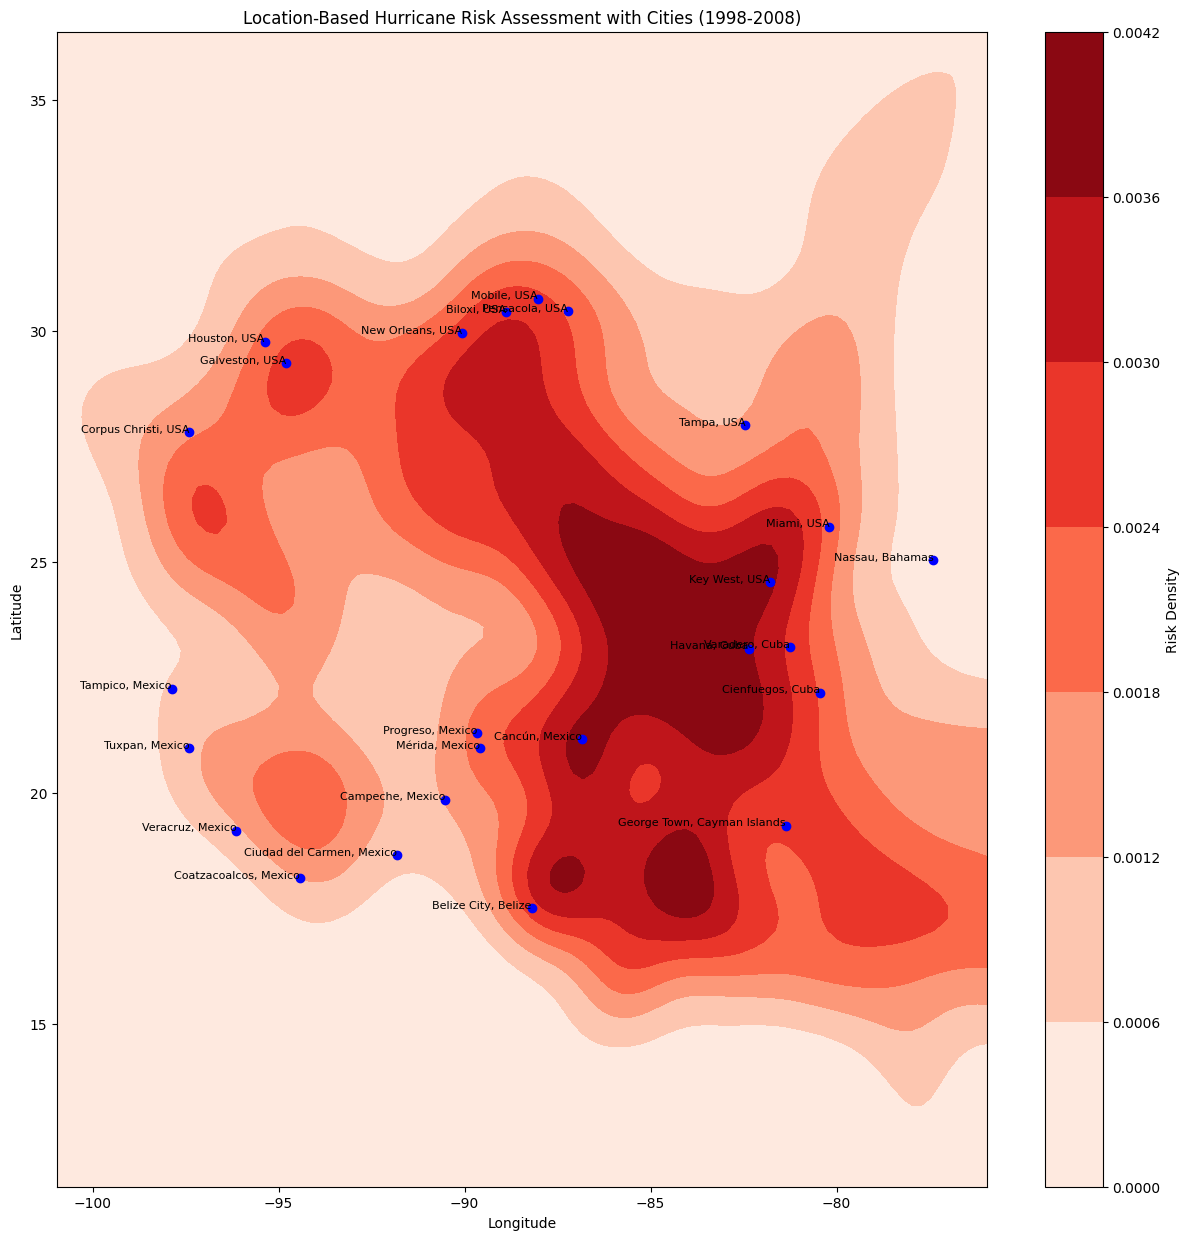 Location-Based Hurricane Risk Assessment with Cities (1998-2008)
0.0042
35
0.0036
Mobile, USA
Biloxi, USA
Pensacola, USA
New Orleans, USA
30
Houston, USA
0.0030
Galveston, USA
Tampa, USA
Corpus Christi, USA
Miami, USA
0.0024
Nassau, Bahamas
25
Key West, USA
Risk Density
Latitude
Havana, Cuba
Varadero, Cuba
Tampico, Mexico
Cienfuegos, Cuba
0.0018
Progreso, Mexico
Cancún, Mexico
Tuxpan, Mexico
Mérida, Mexico
20
Campeche, Mexico
George Town, Cayman Islands
Veracruz, Mexico
Ciudad del Carmen, Mexico
0.0012
Coatzacoalcos, Mexico
Belize City, Belize
15
0.0006
0.0000
−100
−95
−90
−85
−80
Longitude